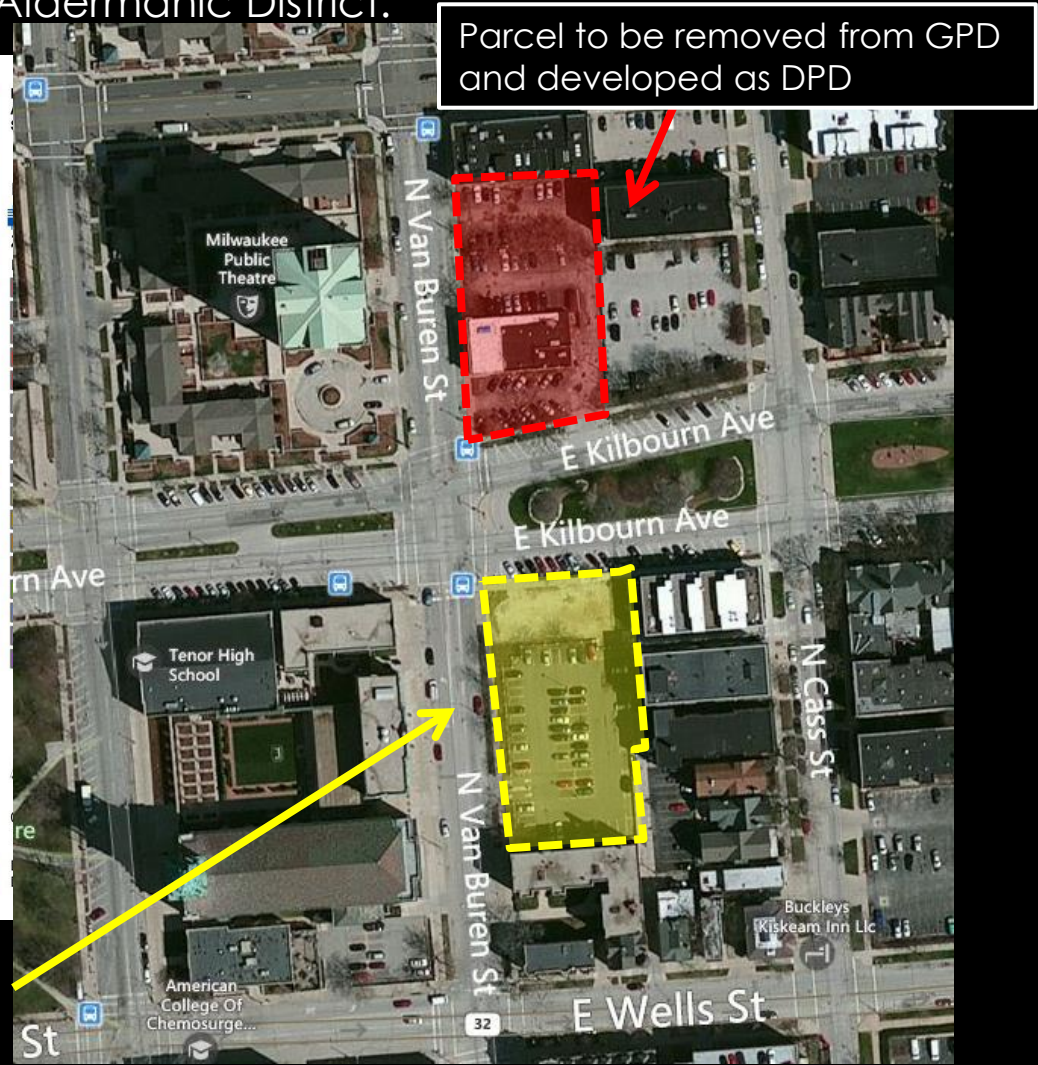 Aldermanic District.
Parcel to be removed from GPD
and developed as DPD
N Van Buren St
Milwaukee
Public
Theatre
E Kilbourn Ave
E Kilbourn Ave
rn Ave
Tenor High
School
N Cass St
re
N Van Buren St
Buckleys
Kiskeam Inn Llc
American
College Of
Chemosurge...
32
E Wells St
St